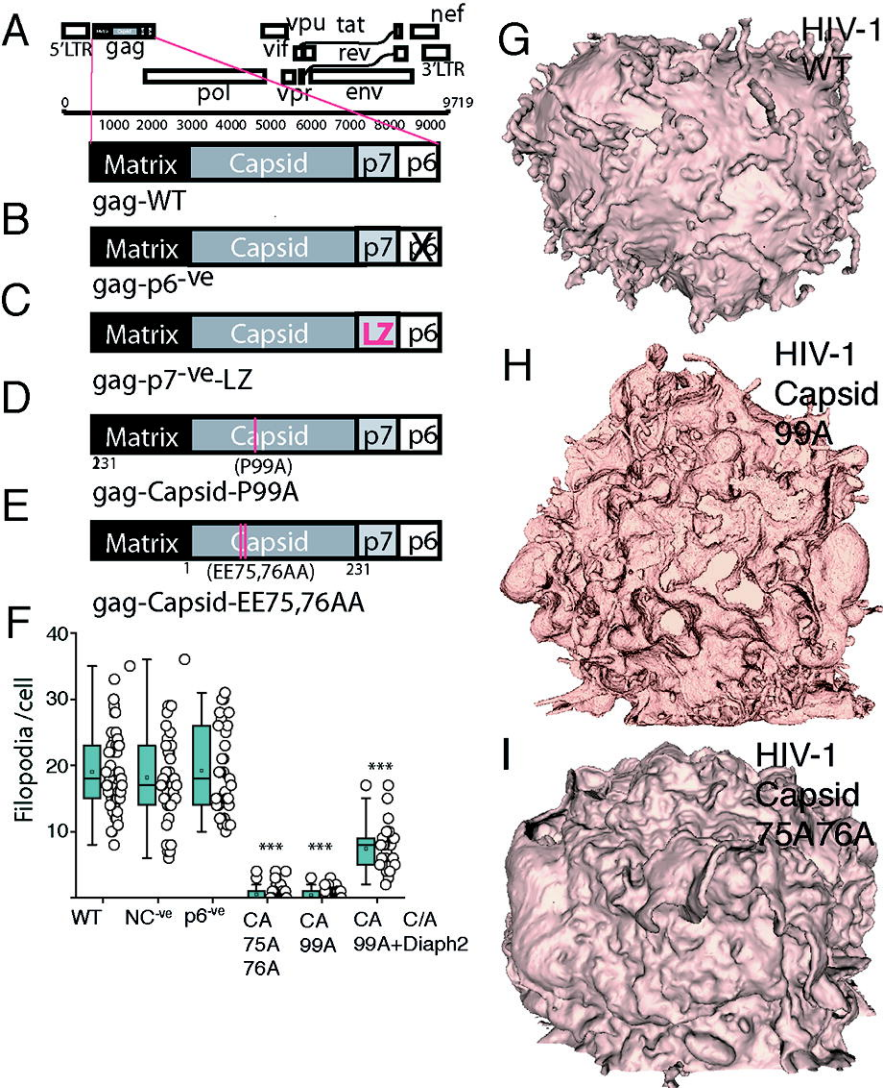 A
5'LTR
gag
vif
vpu
tat
rev
nef
3'LTR
pol
vpr
env
0
9719
1000 2000 3000 4000 5000 6000 7000 8000 9000
Matrix Capsid p7 p6
gag-WT
B
Matrix Capsid p7 p6
X
gag-p6-ve
C
Matrix Capsid LZ p6
gag-p7-ve-LZ
D
Matrix Capsid p7 p6
231
(P99A)
gag-Capsid-P99A
E
Matrix Capsid p7 p6
1 (EE75,76AA) 231
gag-Capsid-EE75,76AA
F
Filopodia /cell
40
30
20
10
***
***
***
WT
NC-ve
p6-ve
CA
75A
76A
CA
99A
CA C/A
99A+Diaph2
G
HIV-1
WT
H
HIV-1
Capsid
99A
I
HIV-1
Capsid
75A76A